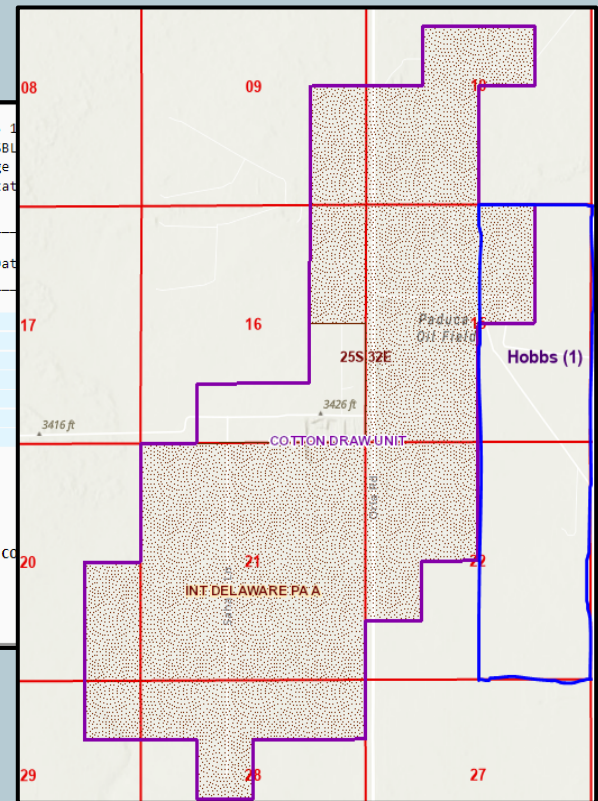 08
09
10
17
16
15
Paduca
Oil Field
25S 32E
Hobbs (1)
3426 ft
3416 ft
COTTON DRAW UNIT
20
21
22
INT DELAWARE PA A
29
28
27